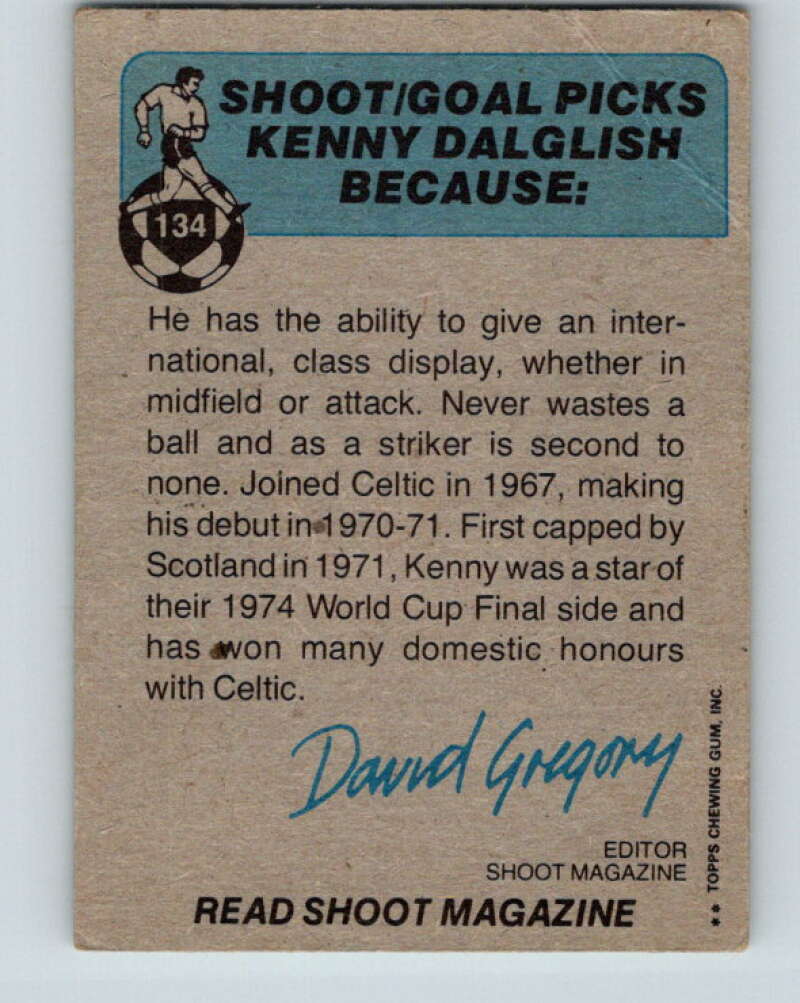 SHOOT/GOAL PICKS
KENNY DALGLISH
BECAUSE:
134
He has the ability to give an inter-
national, class display, whether in
midfield or attack. Never wastes a
ball and as a striker is second to
none. Joined Celtic in 1967, making
his debut in 1970-71. First capped by
Scotland in 1971, Kenny was a star of
their 1974 World Cup Final side and
has won many domestic honours
with Celtic.
David Gregory
EDITOR
SHOOT MAGAZINE
READ SHOOT MAGAZINE
** TOPPS CHEWING GUM, INC.